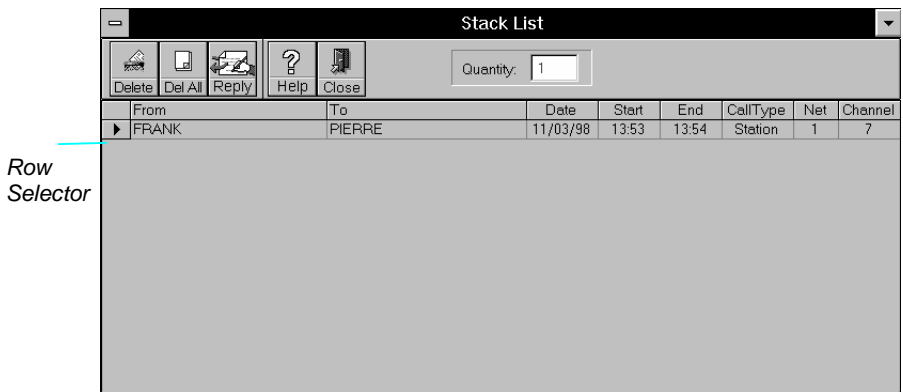 Stack List
Delete Del All Reply Help Close Quantity: 1
From To Date Start End CallType Net Channel
FRANK PIERRE 11/03/98 13:53 13:54 Station 1 7
Row
Selector